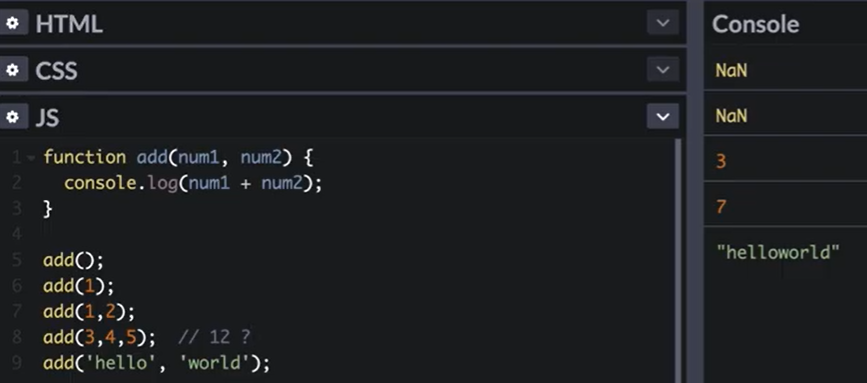 HTML
CSS
JS
1 function add(num1, num2) {
2 console.log(num1 + num2);
3 }
4
5 add();
6 add(1);
7 add(1,2);
8 add(3,4,5); // 12 ?
9 add('hello', 'world');
Console
NaN
NaN
3
7
"helloworld"